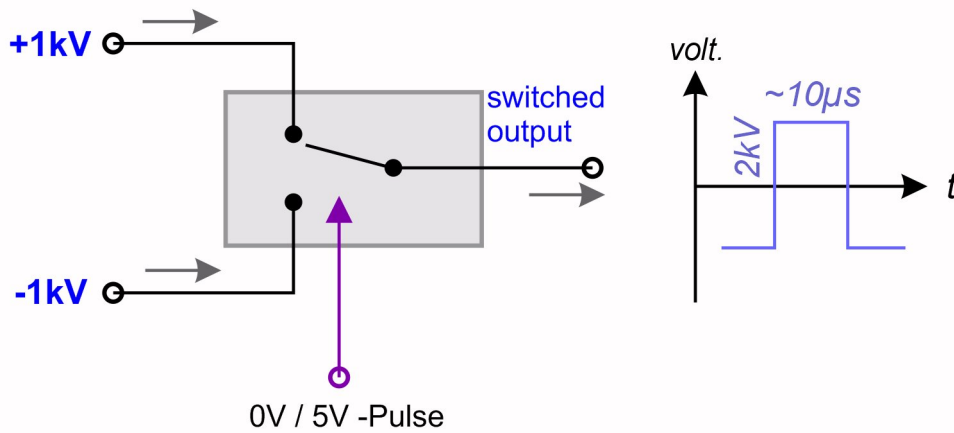 +1kV
switched
output
-1kV
0V / 5V -Pulse
volt.
~10µs
2kV
t